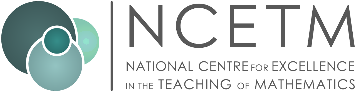 NCETM
NATIONAL CENTRE FOR EXCELLENCE
IN THE TEACHING OF MATHEMATICS